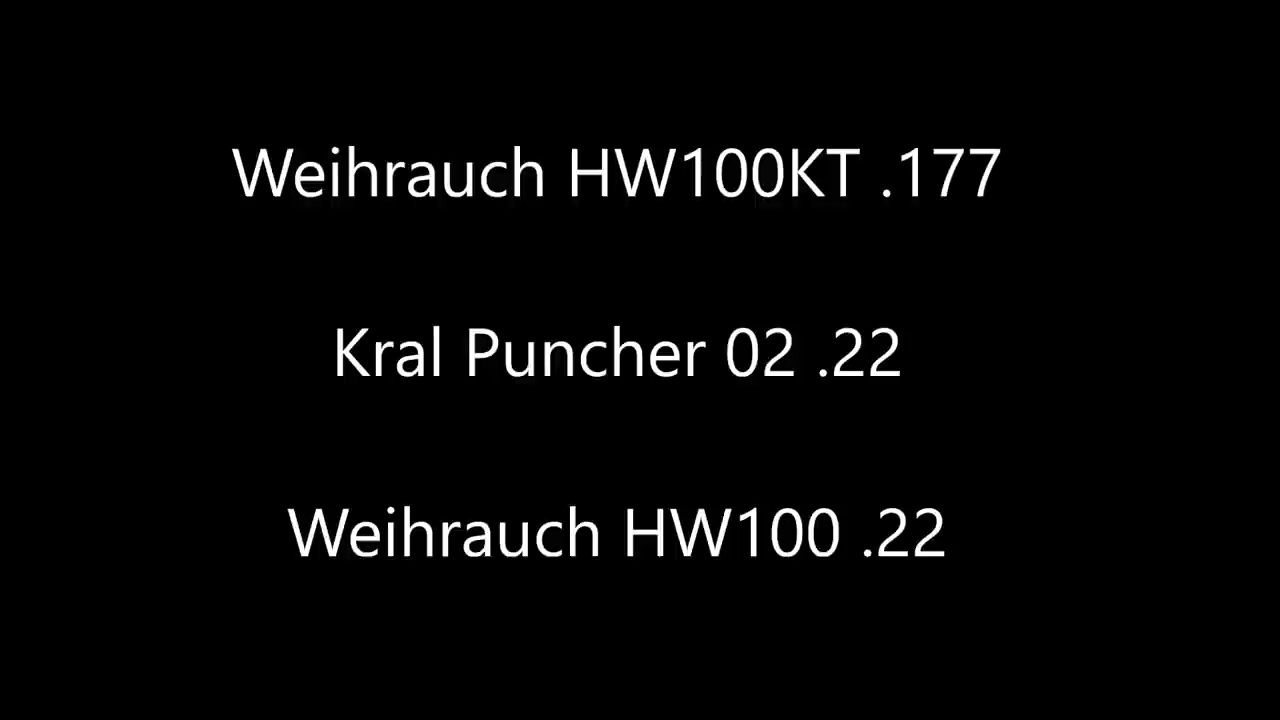 Weihrauch HW100KT .177
Kral Puncher 02 .22
Weihrauch HW100 .22